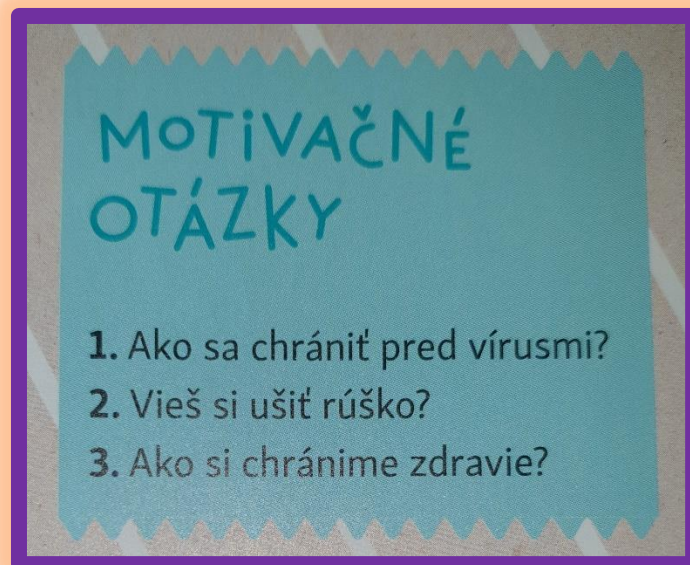 MOTIVAČNÉ
OTÁZKY
1. Ako sa chrániť pred vírusmi?
2. Vieš si ušiť rúško?
3. Ako si chránime zdravie?